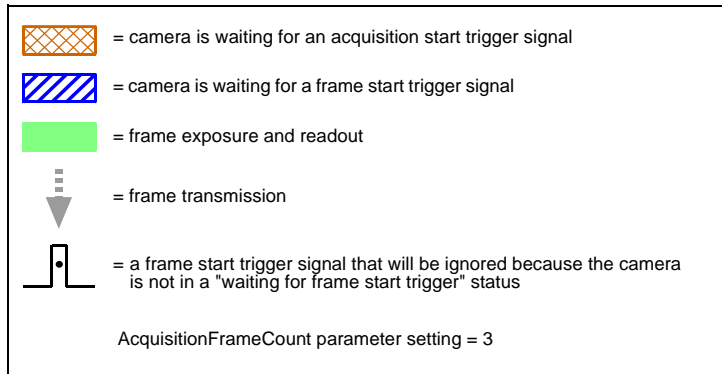 = camera is waiting for an acquisition start trigger signal
= camera is waiting for a frame start trigger signal
= frame exposure and readout
= frame transmission
= a frame start trigger signal that will be ignored because the camera
is not in a "waiting for frame start trigger" status
AcquisitionFrameCount parameter setting = 3